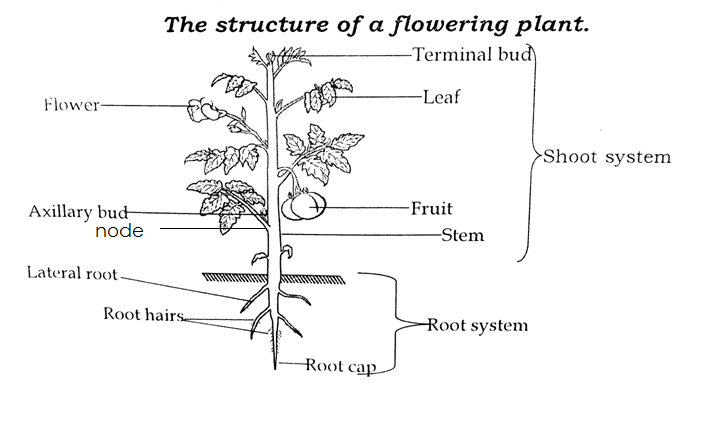 The structure of a flowering plant.
Terminal bud
Leaf
Flower
Shoot system
Axillary bud
Fruit
node
Stem
Lateral root
Root hairs
Root system
Root cap